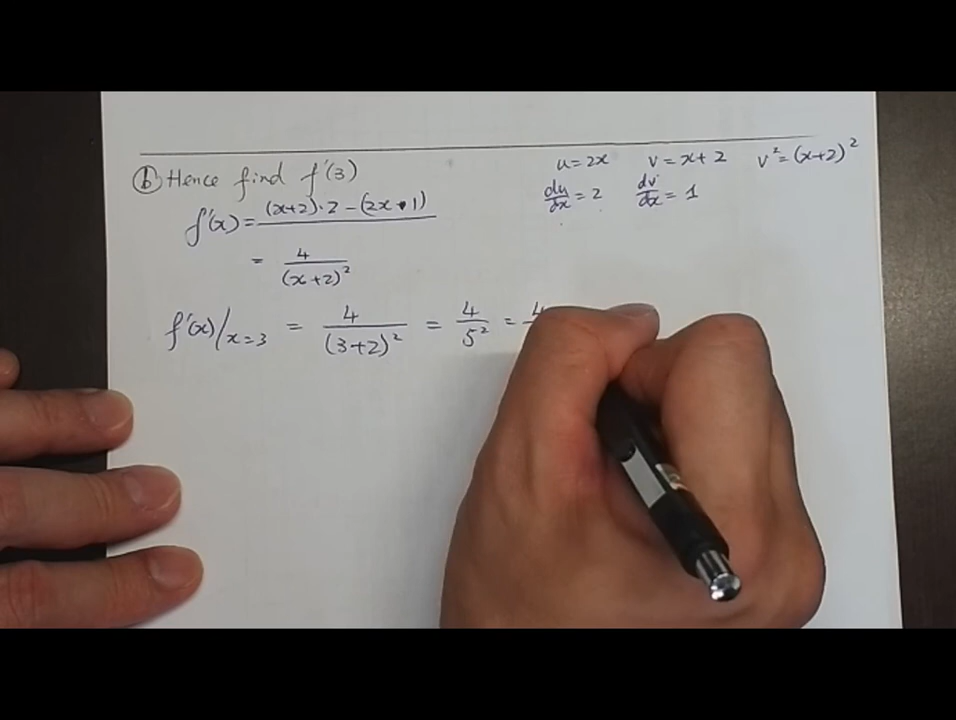 ⓑ Hence find f'(3)
u = 2x v = x+2 v² = (x+2)²
du/dx = 2 dv/dx = 1
f'(x) = (x+2)·2 − (2x·1)
= 4/(x+2)²
f'(x)/x=3 = 4/(3+2)² = 4/5² = 4